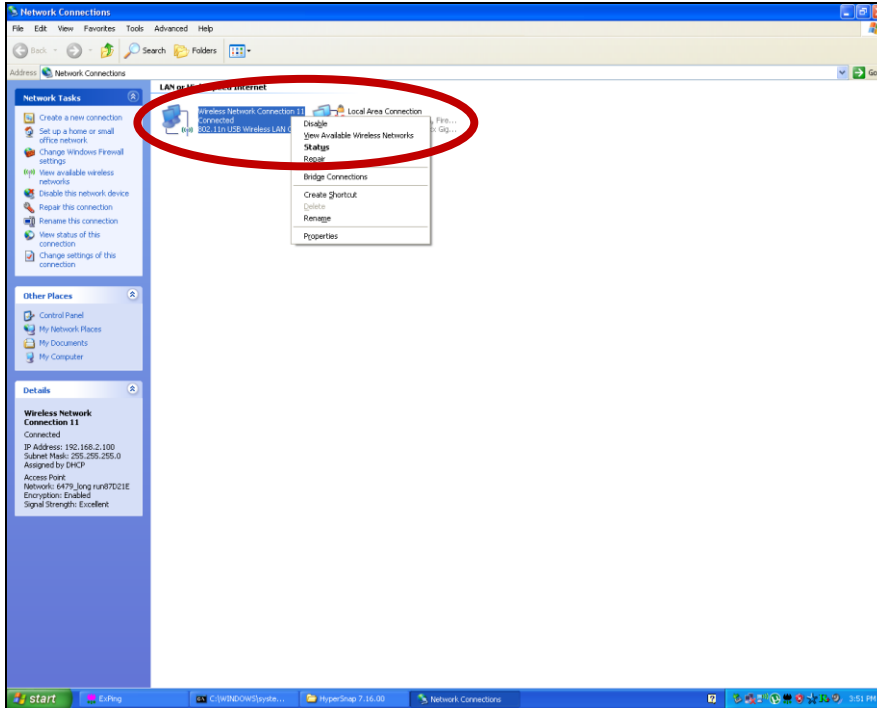 Network Connections
File Edit View Favorites Tools Advanced Help
Back Search Folders
Address Network Connections Go
Network Tasks
Create a new connection
Set up a home or small
office network
Change Windows Firewall
settings
View available wireless
networks
Disable this network device
Repair this connection
Rename this connection
View status of this
connection
Change settings of this
connection
Other Places
Control Panel
My Network Places
My Documents
My Computer
Details
Wireless Network
Connection 11
Connected
IP Address: 192.168.2.100
Subnet Mask: 255.255.255.0
Assigned by DHCP
Access Point
Network: 6479_long run87D21E
Encryption: Enabled
Signal Strength: Excellent
LAN or High-Speed Internet
Wireless Network Connection 11
Connected
802.11n USB Wireless LAN C
Local Area Connection
, Fire...
x Gig...
Disable
View Available Wireless Networks
Status
Repair
Bridge Connections
Create Shortcut
Delete
Rename
Properties
start ExPing C:\WINDOWS\syste... HyperSnap 7.16.00 Network Connections 3:51 PM